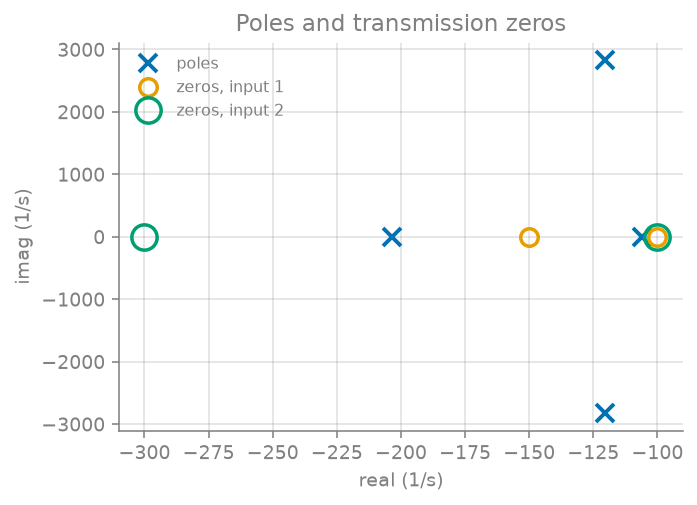 Poles and transmission zeros
3000
2000
1000
0
−1000
−2000
−3000
poles
zeros, input 1
zeros, input 2
imag (1/s)
−300 −275 −250 −225 −200 −175 −150 −125 −100
real (1/s)